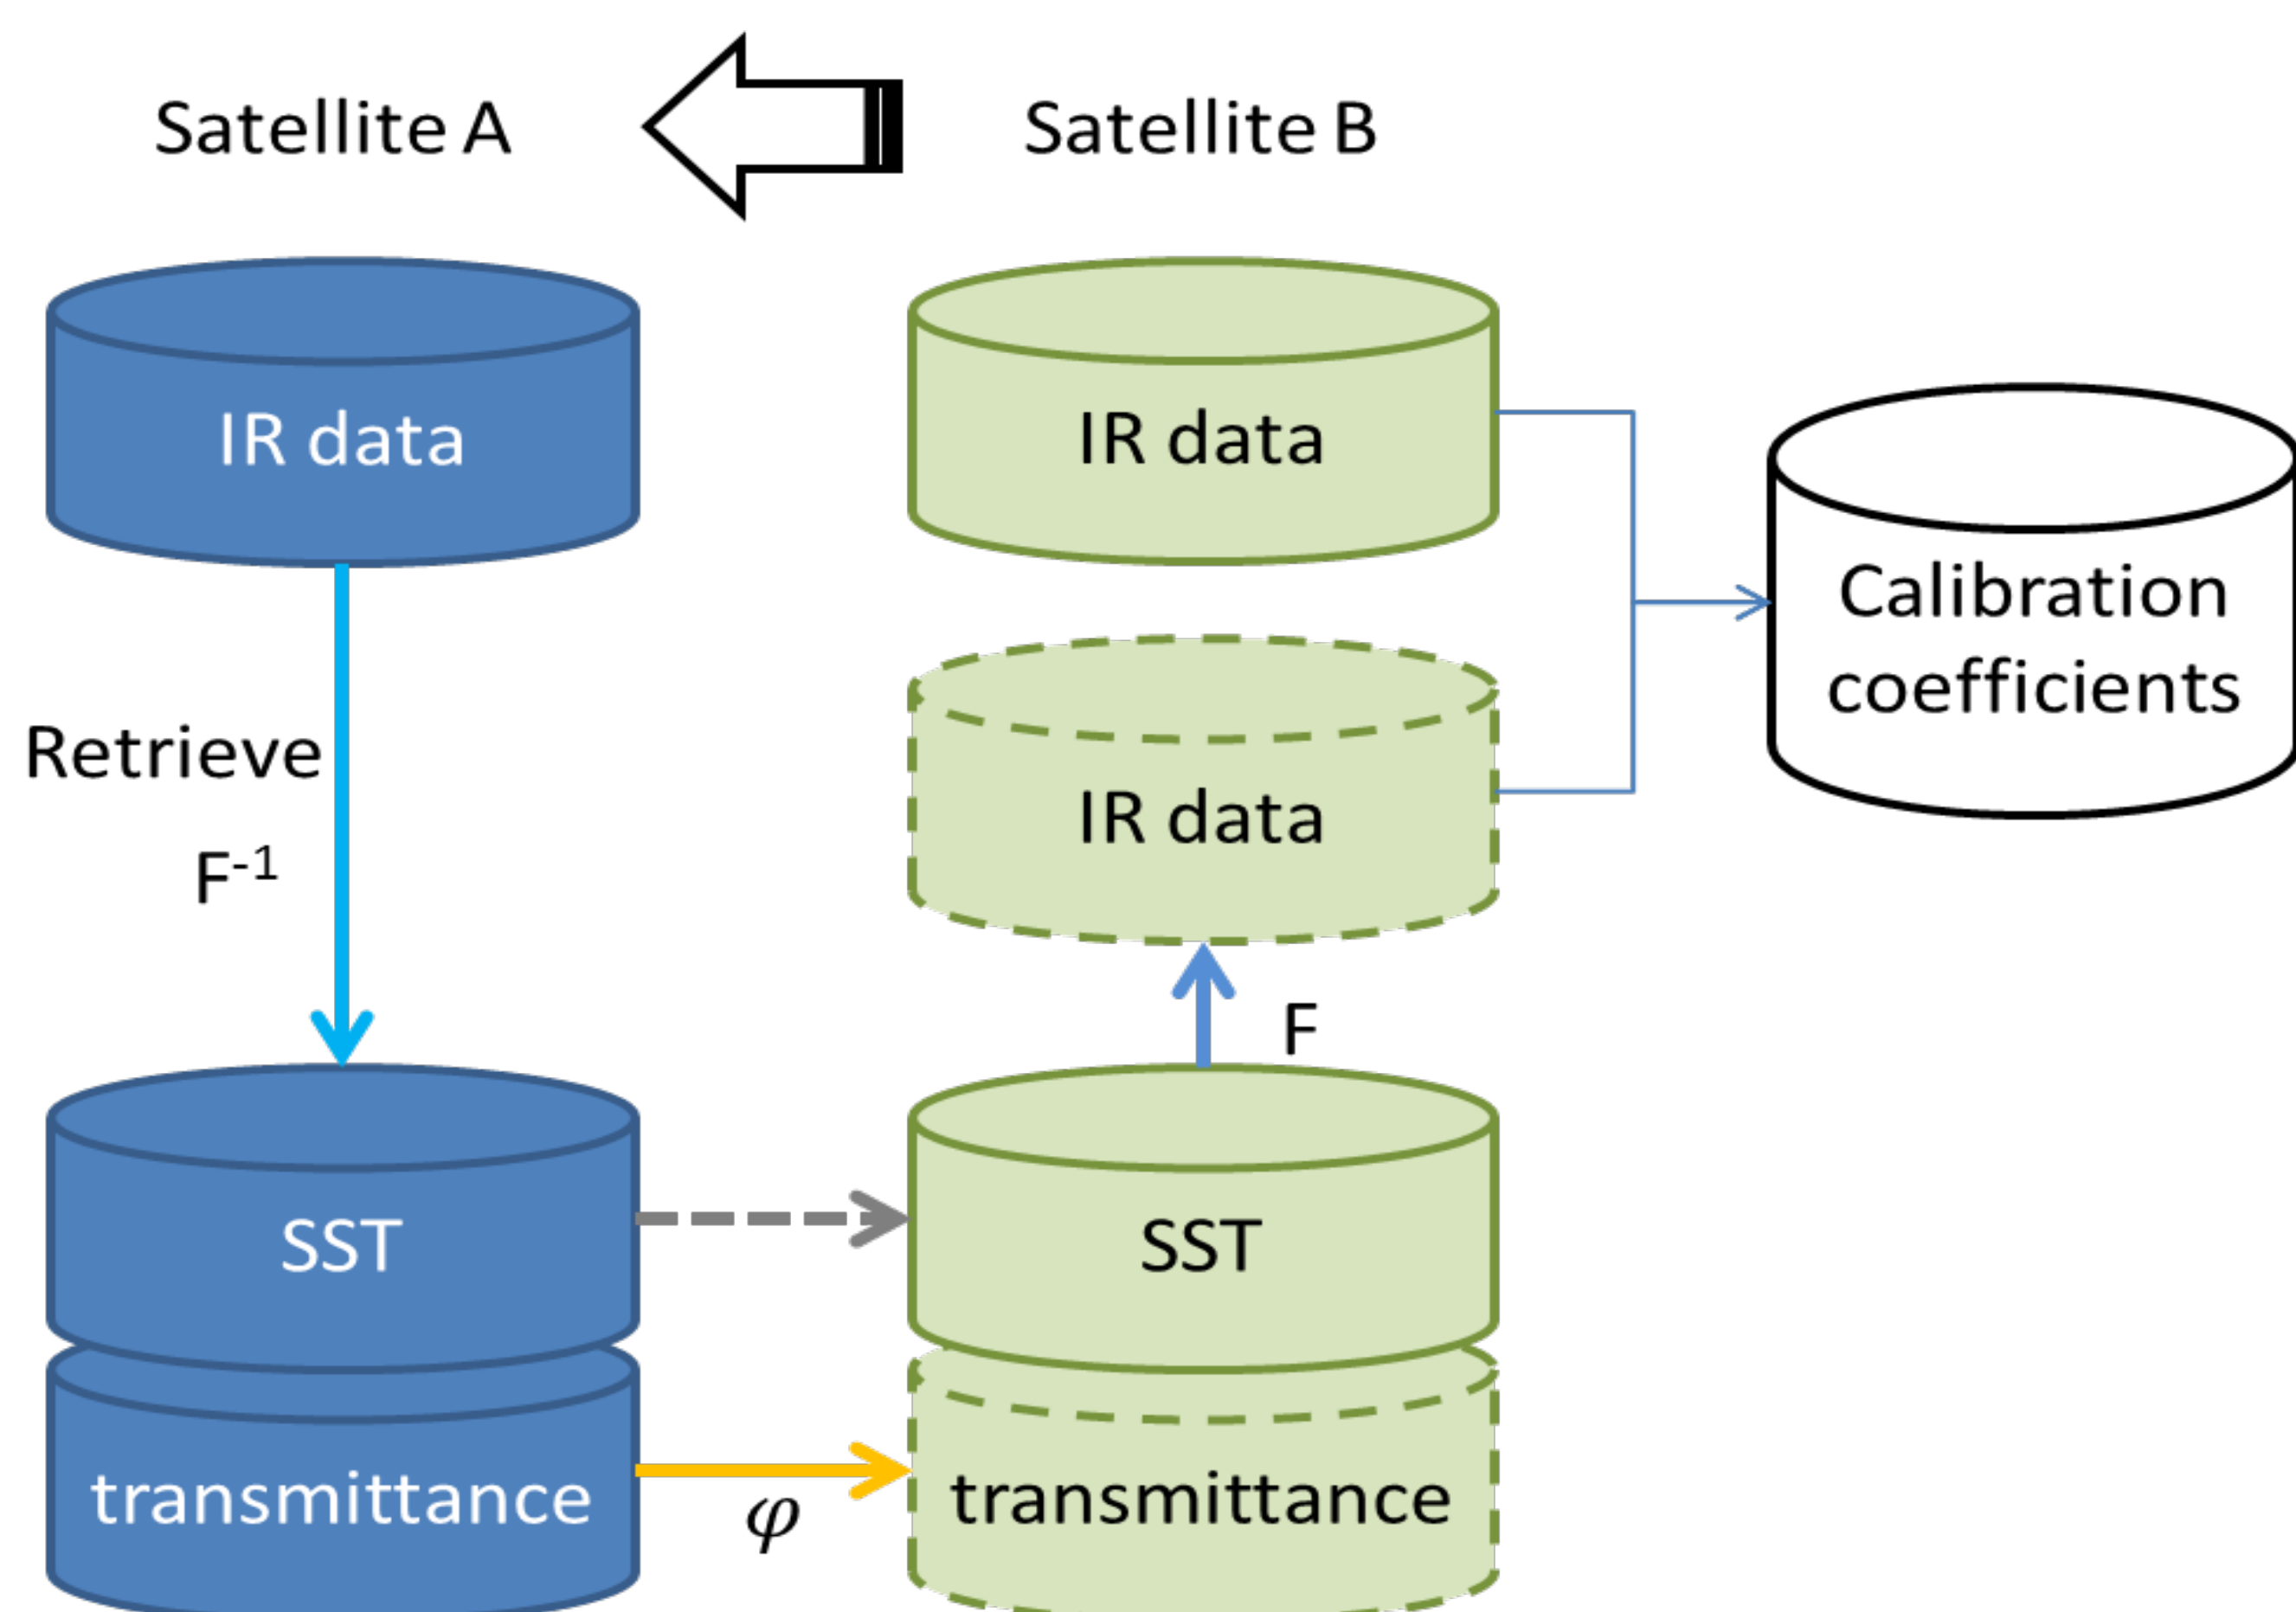 Satellite A
Satellite B
IR data
IR data
Calibration
coefficients
Retrieve
F⁻¹
IR data
F
SST
SST
transmittance
φ
transmittance